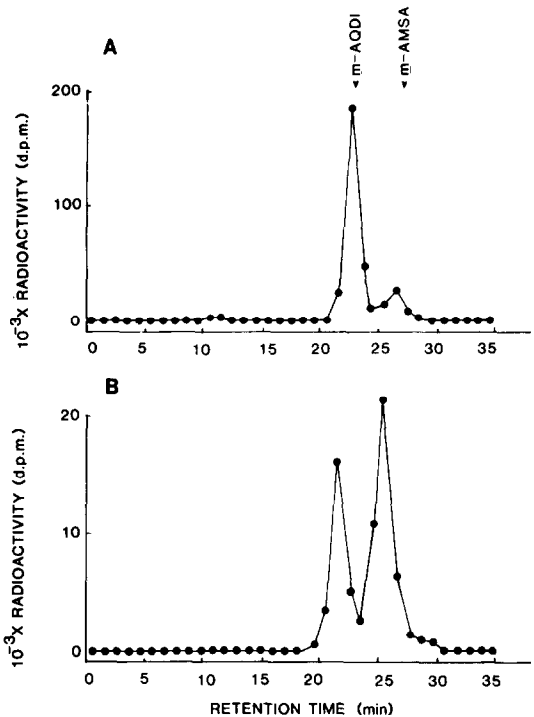 A
m-AQDI
m-AMSA
200
100
0
10⁻³X RADIOACTIVITY (d.p.m.)
0 5 10 15 20 25 30 35
B
20
10
0
10⁻³X RADIOACTIVITY (d.p.m.)
0 5 10 15 20 25 30 35
RETENTION TIME (min)